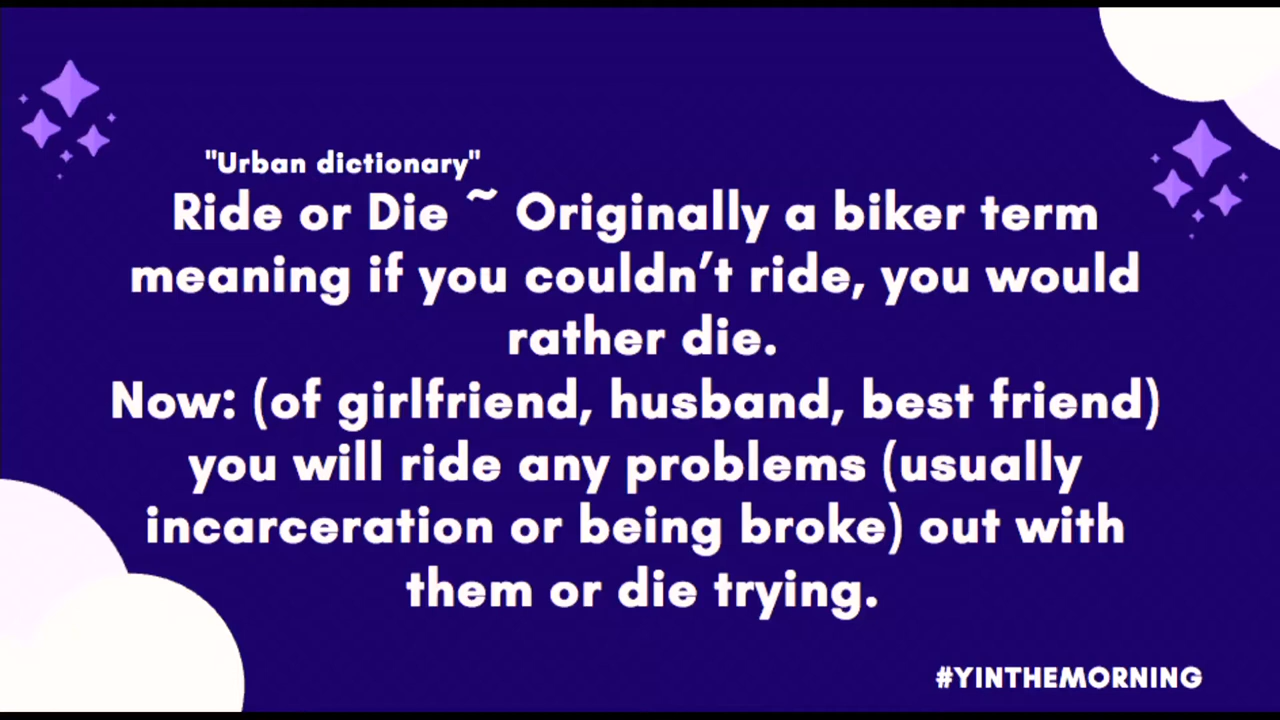 "Urban dictionary"
Ride or Die ~ Originally a biker term
meaning if you couldn’t ride, you would
rather die.
Now: (of girlfriend, husband, best friend)
you will ride any problems (usually
incarceration or being broke) out with
them or die trying.
#YINTHEMORNING